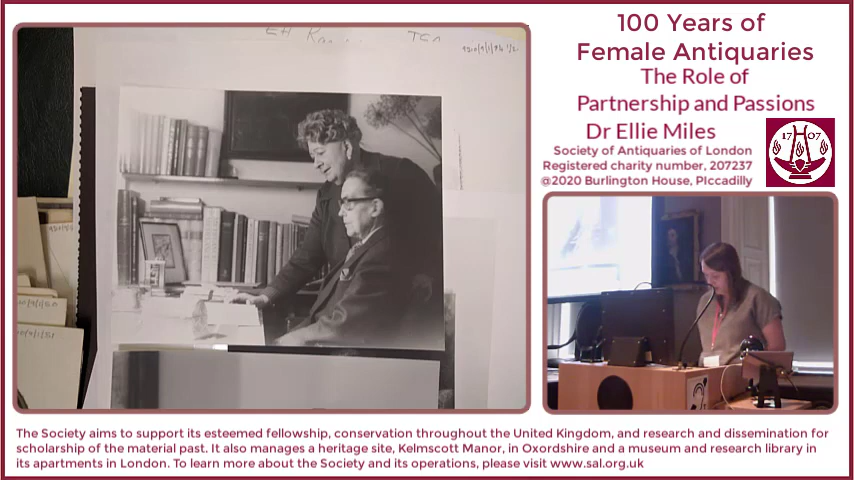 100 Years of
Female Antiquaries
The Role of
Partnership and Passions
Dr Ellie Miles
Society of Antiquaries of London
Registered charity number, 207237
@2020 Burlington House, PIccadilly
17 07
The Society aims to support its esteemed fellowship, conservation throughout the United Kingdom, and research and dissemination for
scholarship of the material past. It also manages a heritage site, Kelmscott Manor, in Oxordshire and a museum and research library in
its apartments in London. To learn more about the Society and its operations, please visit www.sal.org.uk